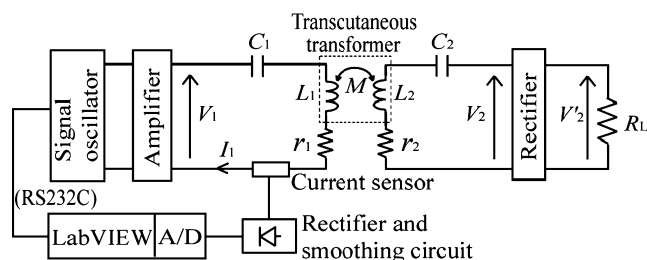 Transcutaneous
transformer
C1
C2
Signal
oscillator
Amplifier
V1
L1
M
L2
V2
Rectifier
V'2
RL
I1
r1
r2
Current sensor
(RS232C)
LabVIEW
A/D
Rectifier and
smoothing circuit